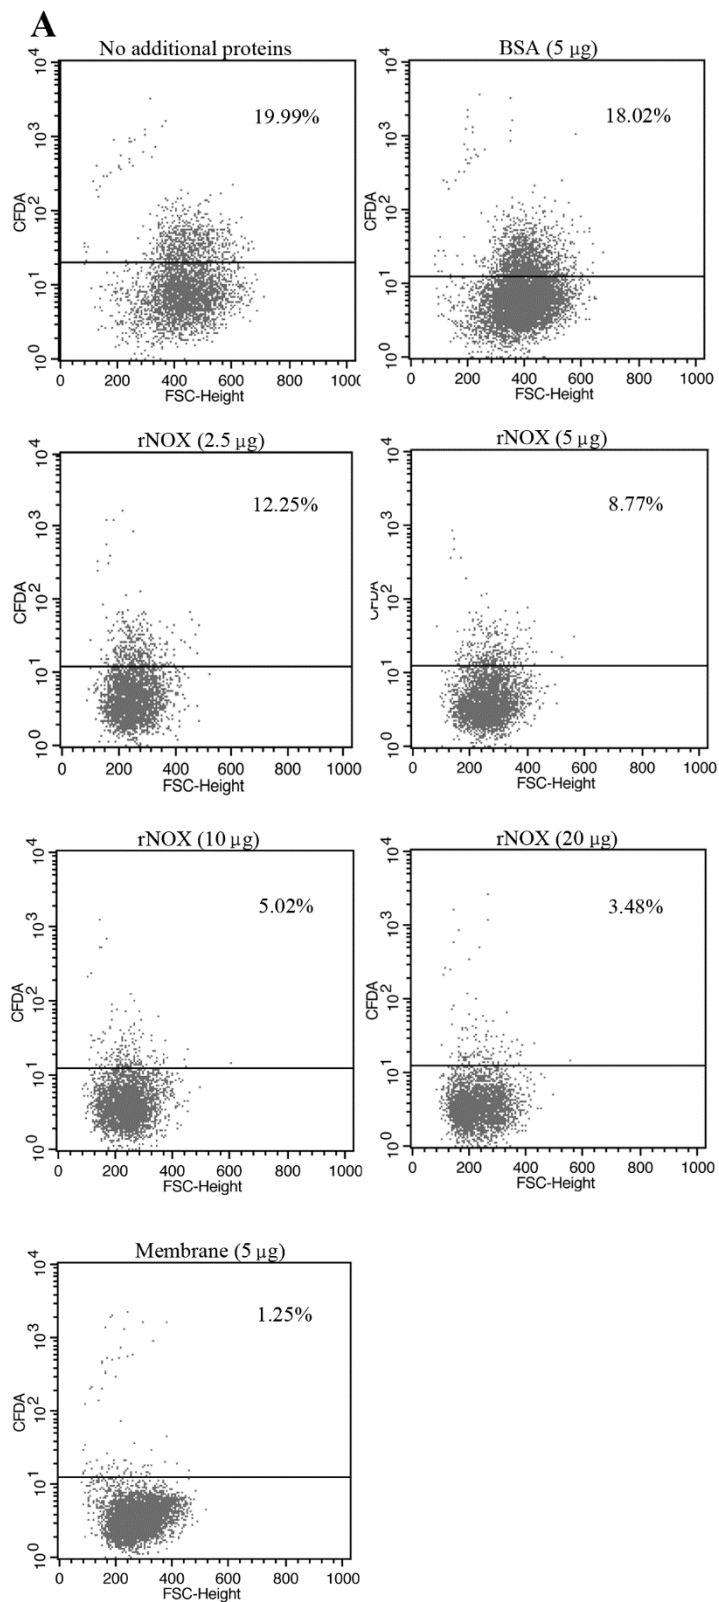 A
No additional proteins
BSA (5 μg)
10^4
10^3
10^2
10^1
10^0
CFDA
19.99%
0 200 400 600 800 1000
FSC-Height
10^4
10^3
10^2
10^1
10^0
CFDA
18.02%
0 200 400 600 800 1000
FSC-Height
rNOX (2.5 μg)
rNOX (5 μg)
10^4
10^3
10^2
10^1
10^0
CFDA
12.25%
0 200 400 600 800 1000
FSC-Height
10^4
10^3
10^2
10^1
10^0
CFDA
8.77%
0 200 400 600 800 1000
FSC-Height
rNOX (10 μg)
rNOX (20 μg)
10^4
10^3
10^2
10^1
10^0
CFDA
5.02%
0 200 400 600 800 1000
FSC-Height
10^4
10^3
10^2
10^1
10^0
CFDA
3.48%
0 200 400 600 800 1000
FSC-Height
Membrane (5 μg)
10^4
10^3
10^2
10^1
10^0
CFDA
1.25%
0 200 400 600 800 1000
FSC-Height